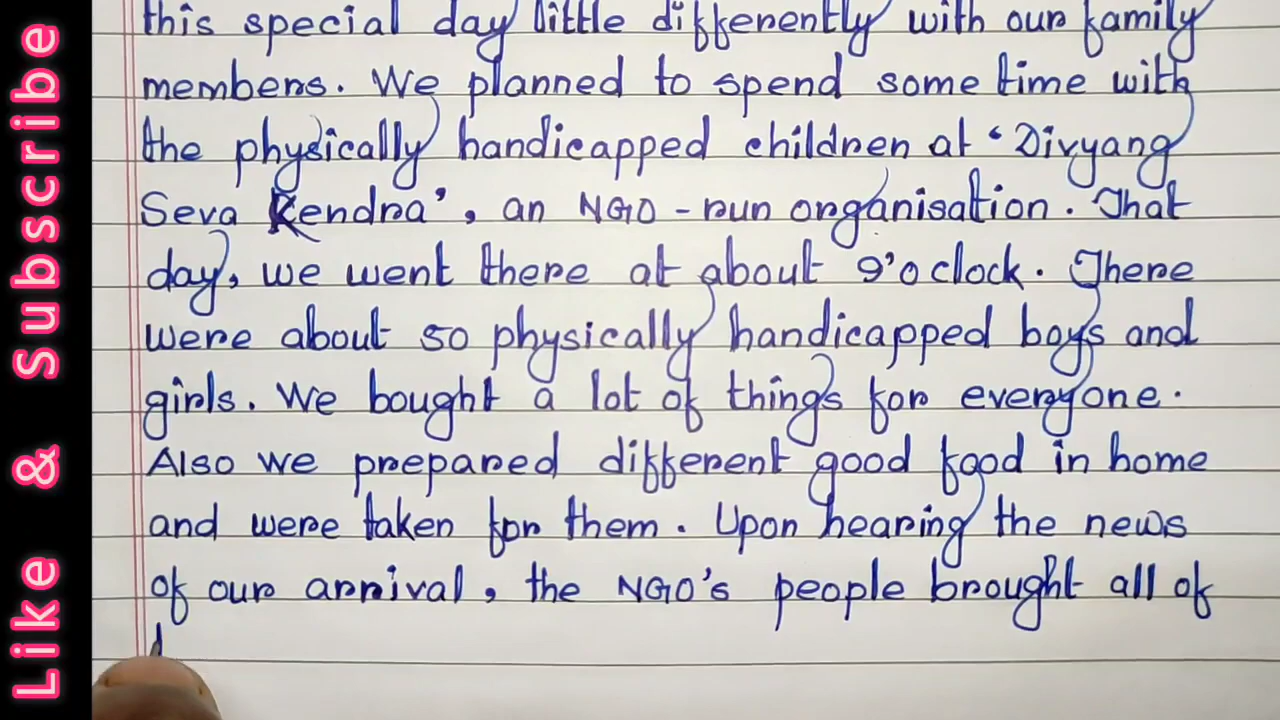 this special day little differently with our family
members. We planned to spend some time with
the physically handicapped children at ‘Divyang
Seva Kendra’, an NGO-run organisation. That
day, we went there at about 9’o clock. There
were about 50 physically handicapped boys and
girls. We bought a lot of things for everyone.
Also we prepared different good food in home
and were taken for them. Upon hearing the news
of our arrival, the NGO’s people brought all of
Like & Subscribe